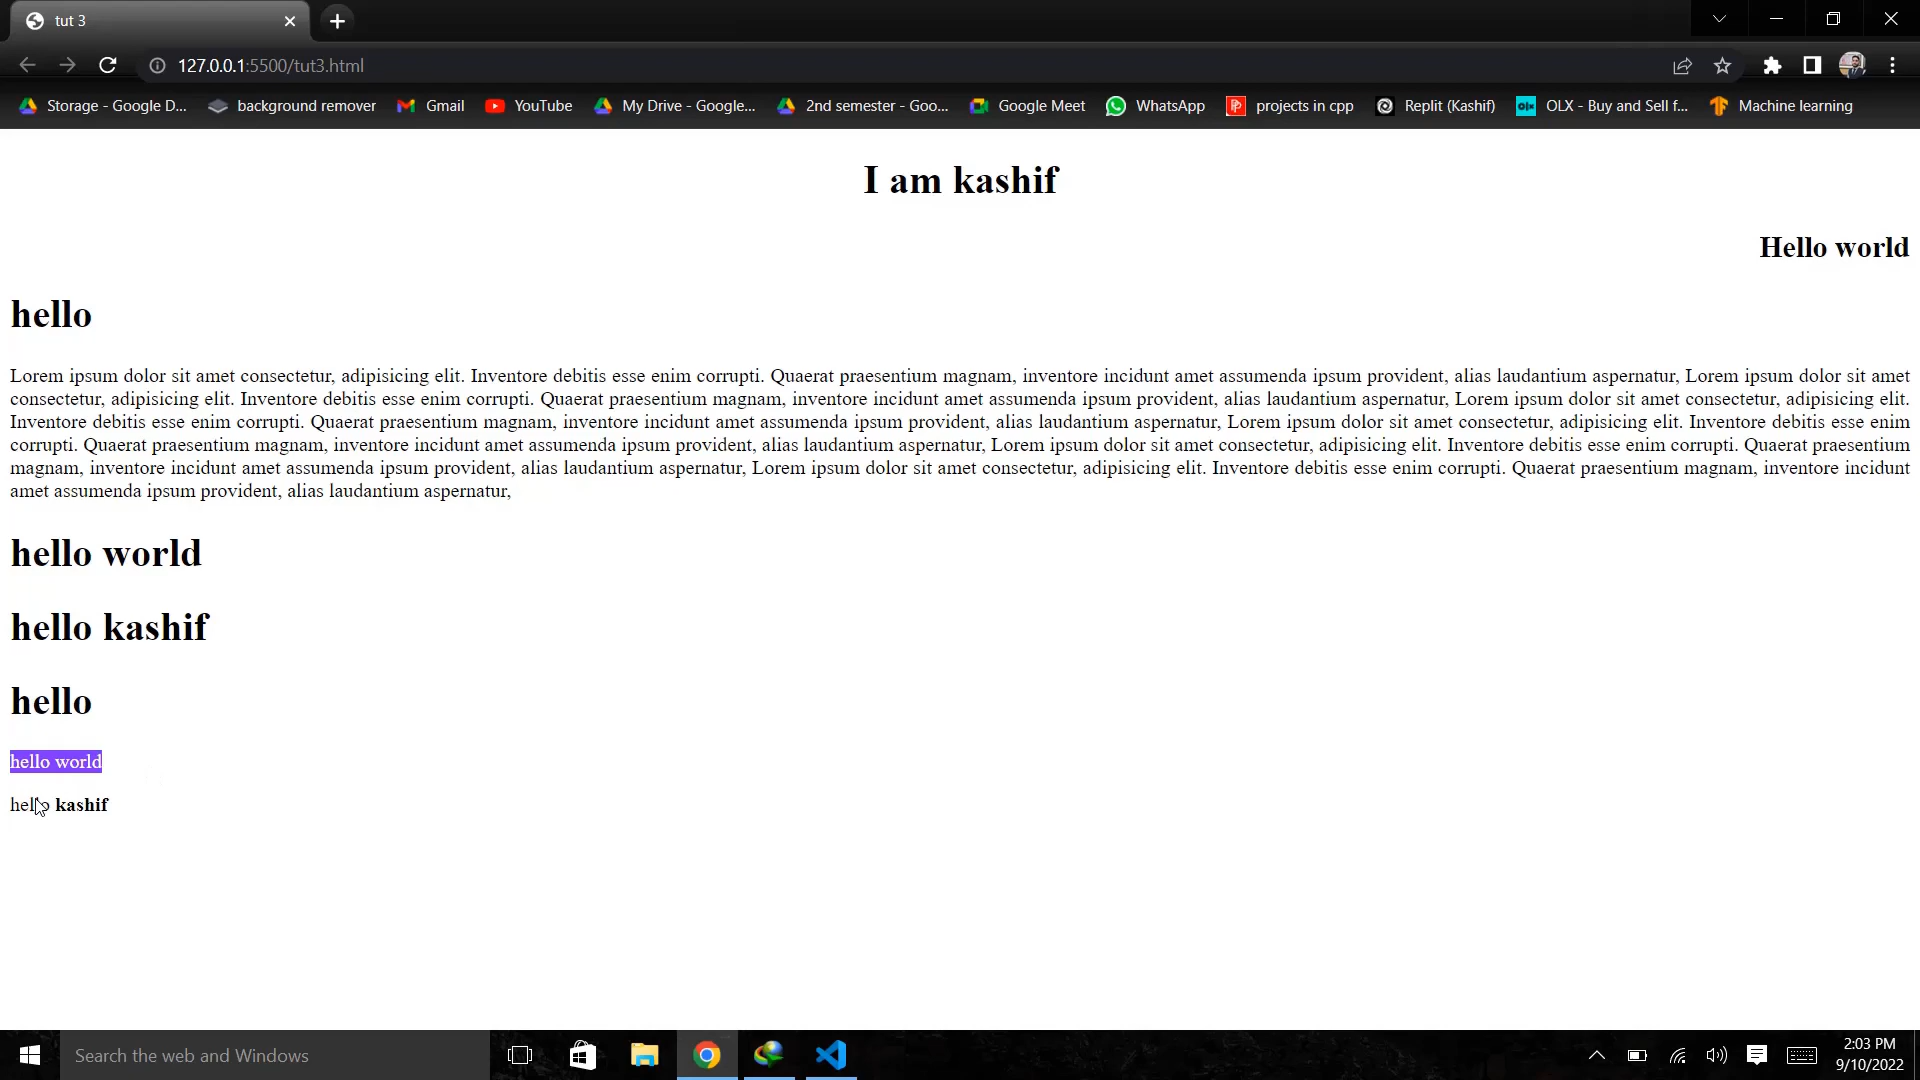 tut 3
127.0.0.1:5500/tut3.html
Storage - Google D... background remover Gmail YouTube My Drive - Google... 2nd semester - Goo... Google Meet WhatsApp projects in cpp Replit (Kashif) OLX - Buy and Sell f... Machine learning
I am kashif
Hello world
hello
Lorem ipsum dolor sit amet consectetur, adipisicing elit. Inventore debitis esse enim corrupti. Quaerat praesentium magnam, inventore incidunt amet assumenda ipsum provident, alias laudantium aspernatur, Lorem ipsum dolor sit amet
consectetur, adipisicing elit. Inventore debitis esse enim corrupti. Quaerat praesentium magnam, inventore incidunt amet assumenda ipsum provident, alias laudantium aspernatur, Lorem ipsum dolor sit amet consectetur, adipisicing elit.
Inventore debitis esse enim corrupti. Quaerat praesentium magnam, inventore incidunt amet assumenda ipsum provident, alias laudantium aspernatur, Lorem ipsum dolor sit amet consectetur, adipisicing elit. Inventore debitis esse enim
corrupti. Quaerat praesentium magnam, inventore incidunt amet assumenda ipsum provident, alias laudantium aspernatur, Lorem ipsum dolor sit amet consectetur, adipisicing elit. Inventore debitis esse enim corrupti. Quaerat praesentium
magnam, inventore incidunt amet assumenda ipsum provident, alias laudantium aspernatur, Lorem ipsum dolor sit amet consectetur, adipisicing elit. Inventore debitis esse enim corrupti. Quaerat praesentium magnam, inventore incidunt
amet assumenda ipsum provident, alias laudantium aspernatur,
hello world
hello kashif
hello
hello world
hello kashif
Search the web and Windows
2:03 PM
9/10/2022